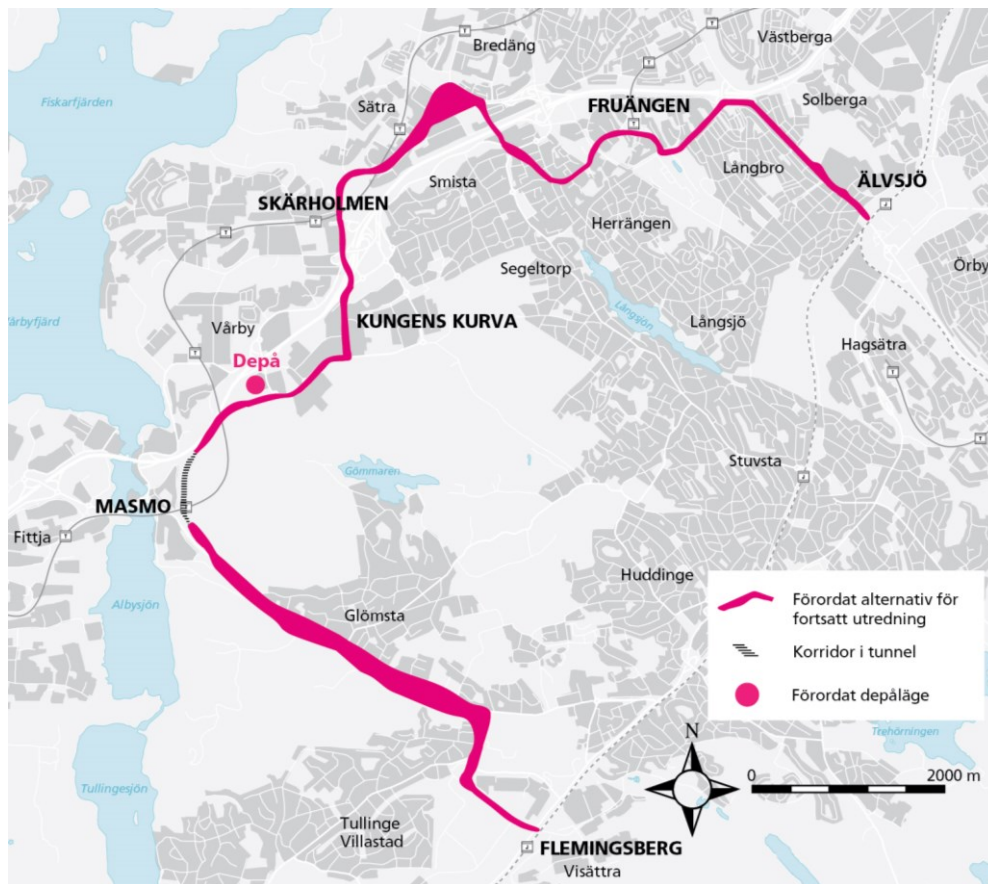 Bredäng
Västberga
Fiskarfjärden
Sätra
FRUÄNGEN
Solberga
Långbro
ÄLVSJÖ
Smista
SKÄRHOLMEN
Herrängen
Segeltorp
Örby
Långsjön
Vårby
KUNGENS KURVA
Långsjö
Hagsätra
Depå
Gömmaren
Stuvsta
MASMO
Fittja
Huddinge
Albysjön
Glömsta
Förordat alternativ för
fortsatt utredning
Korridor i tunnel
Förordat depåläge
Trehörningen
N
0
2000 m
Tullingesjön
Tullinge
Villastad
FLEMINGSBERG
Visättra
T
T
T
T
T
T
T
T
T
T
T
J
J
J